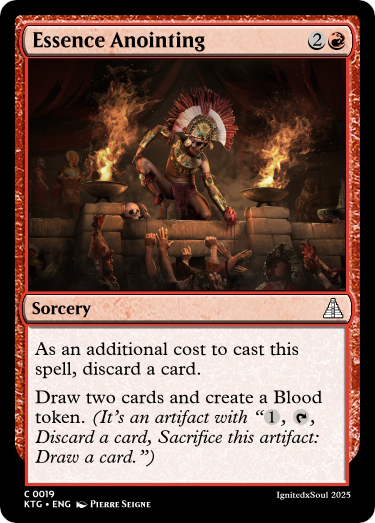 Essence Anointing 2
Sorcery
As an additional cost to cast this
spell, discard a card.
Draw two cards and create a Blood
token. (It's an artifact with “1, ,
Discard a card, Sacrifice this artifact:
Draw a card.”)
C 0019
KTG • ENG Pierre Seigne
IgnitedxSoul 2025